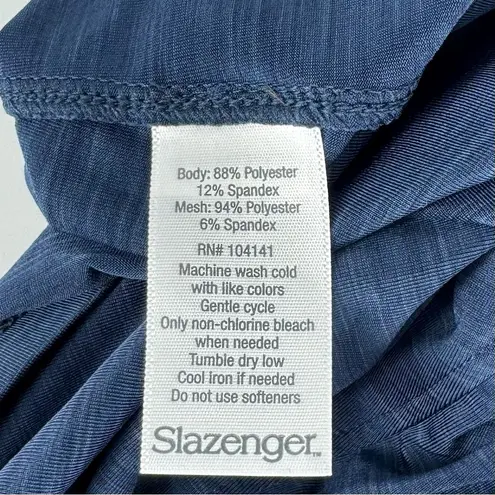 Body: 88% Polyester
12% Spandex
Mesh: 94% Polyester
6% Spandex
RN# 104141
Machine wash cold
with like colors
Gentle cycle
Only non-chlorine bleach
when needed
Tumble dry low
Cool Iron if needed
Do not use softeners
Slazenger™